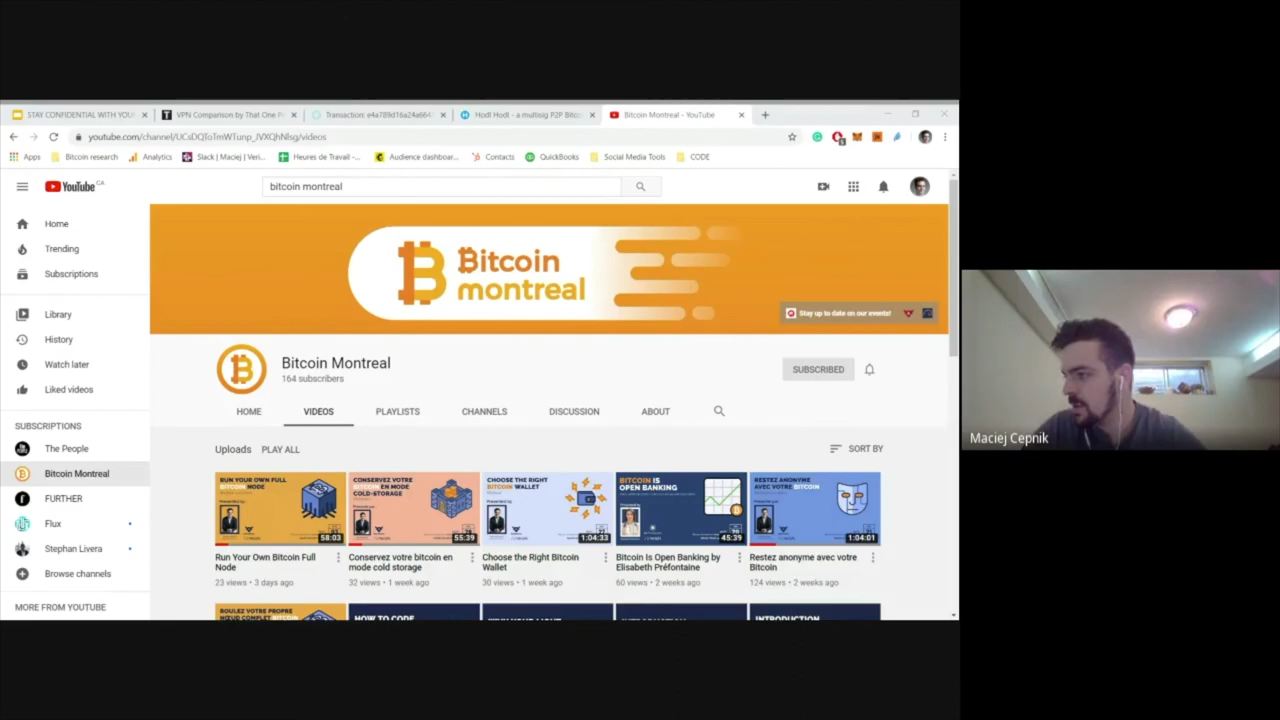 STAY CONFIDENTIAL WITH YOU
VPN Comparison by That One P
Transaction: e4a789d16a24a664
Hodl Hodl - a multisig P2P Bitco
Bitcoin Montreal - YouTube
youtube.com/channel/UCsDQToTmWTunp_JVXQhNlsg/videos
Apps
Bitcoin research
Analytics
Slack | Maciej | Veri...
Heures de Travail -...
Audience dashboar...
Contacts
QuickBooks
Social Media Tools
CODE
YouTube CA
bitcoin montreal
Home
Trending
Subscriptions
Library
History
Watch later
Liked videos
SUBSCRIPTIONS
The People
Bitcoin Montreal
FURTHER
Flux
Stephan Livera
Browse channels
MORE FROM YOUTUBE
Bitcoin
montreal
Stay up to date on our events!
Bitcoin Montreal
164 subscribers
SUBSCRIBED
HOME
VIDEOS
PLAYLISTS
CHANNELS
DISCUSSION
ABOUT
Uploads
PLAY ALL
SORT BY
RUN YOUR OWN FULL
BITCOIN NODE
58:03
Run Your Own Bitcoin Full
Node
23 views • 3 days ago
CONSERVEZ VOTRE
BITCOIN EN MODE
COLD-STORAGE
55:39
Conservez votre bitcoin en
mode cold storage
32 views • 1 week ago
CHOOSE THE RIGHT
BITCOIN WALLET
1:04:33
Choose the Right Bitcoin
Wallet
30 views • 1 week ago
BITCOIN IS
OPEN BANKING
45:39
Bitcoin Is Open Banking by
Elisabeth Préfontaine
60 views • 2 weeks ago
RESTEZ ANONYME
AVEC VOTRE BITCOIN
1:04:01
Restez anonyme avec votre
Bitcoin
124 views • 2 weeks ago
ROULEZ VOTRE PROPRE
HOW TO CODE
INTRODUCTION
Maciej Cepnik